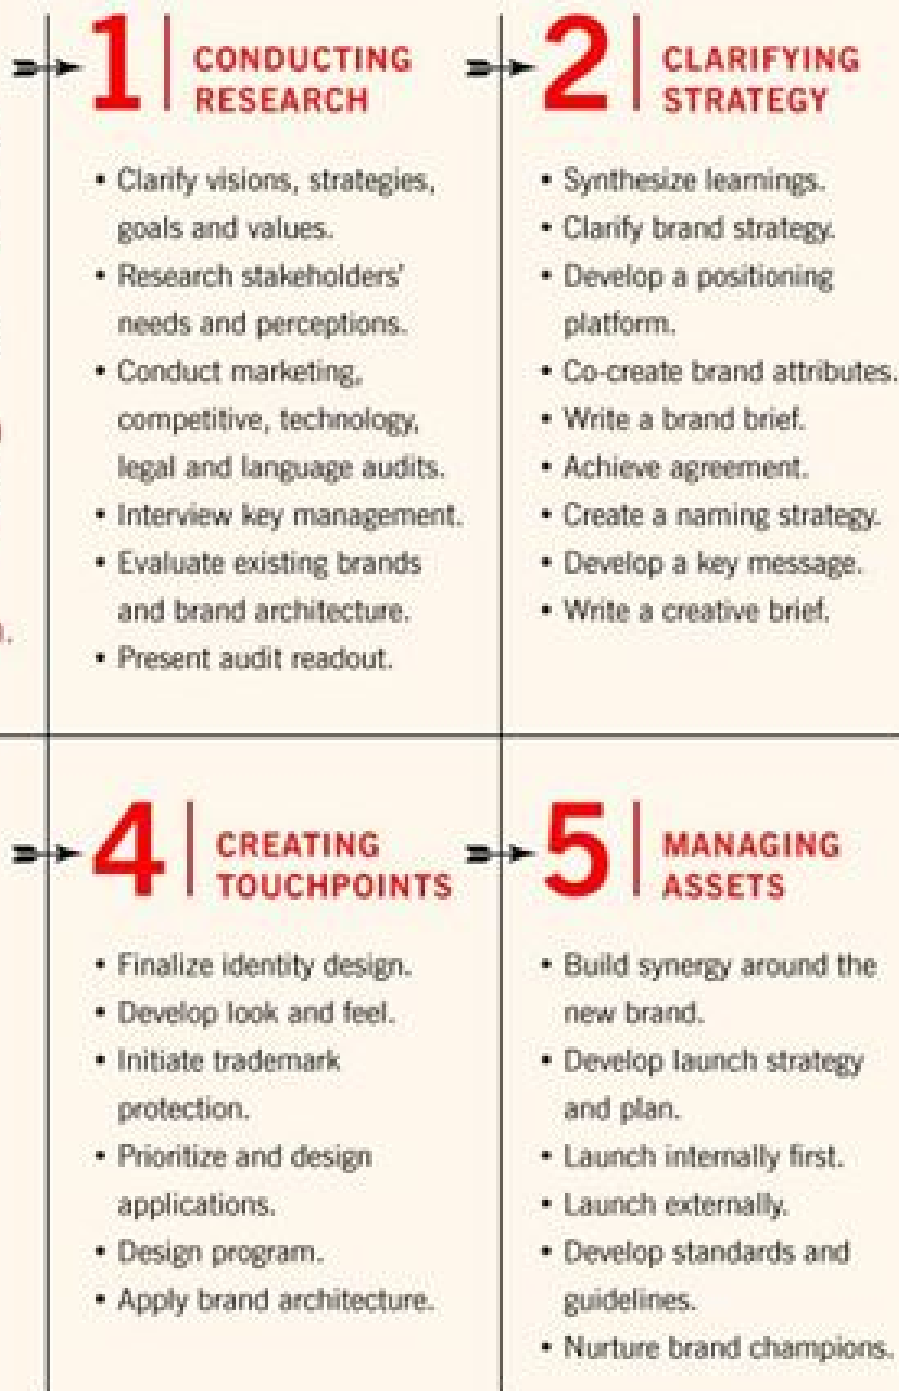 1 CONDUCTING
RESEARCH
• Clarify visions, strategies,
goals and values.
• Research stakeholders'
needs and perceptions.
• Conduct marketing,
competitive, technology,
legal and language audits.
• Interview key management.
• Evaluate existing brands
and brand architecture.
• Present audit readout.
2 CLARIFYING
STRATEGY
• Synthesize learnings.
• Clarify brand strategy.
• Develop a positioning
platform.
• Co-create brand attributes.
• Write a brand brief.
• Achieve agreement.
• Create a naming strategy.
• Develop a key message.
• Write a creative brief.
4 CREATING
TOUCHPOINTS
• Finalize identity design.
• Develop look and feel.
• Initiate trademark
protection.
• Prioritize and design
applications.
• Design program.
• Apply brand architecture.
5 MANAGING
ASSETS
• Build synergy around the
new brand.
• Develop launch strategy
and plan.
• Launch internally first.
• Launch externally.
• Develop standards and
guidelines.
• Nurture brand champions.